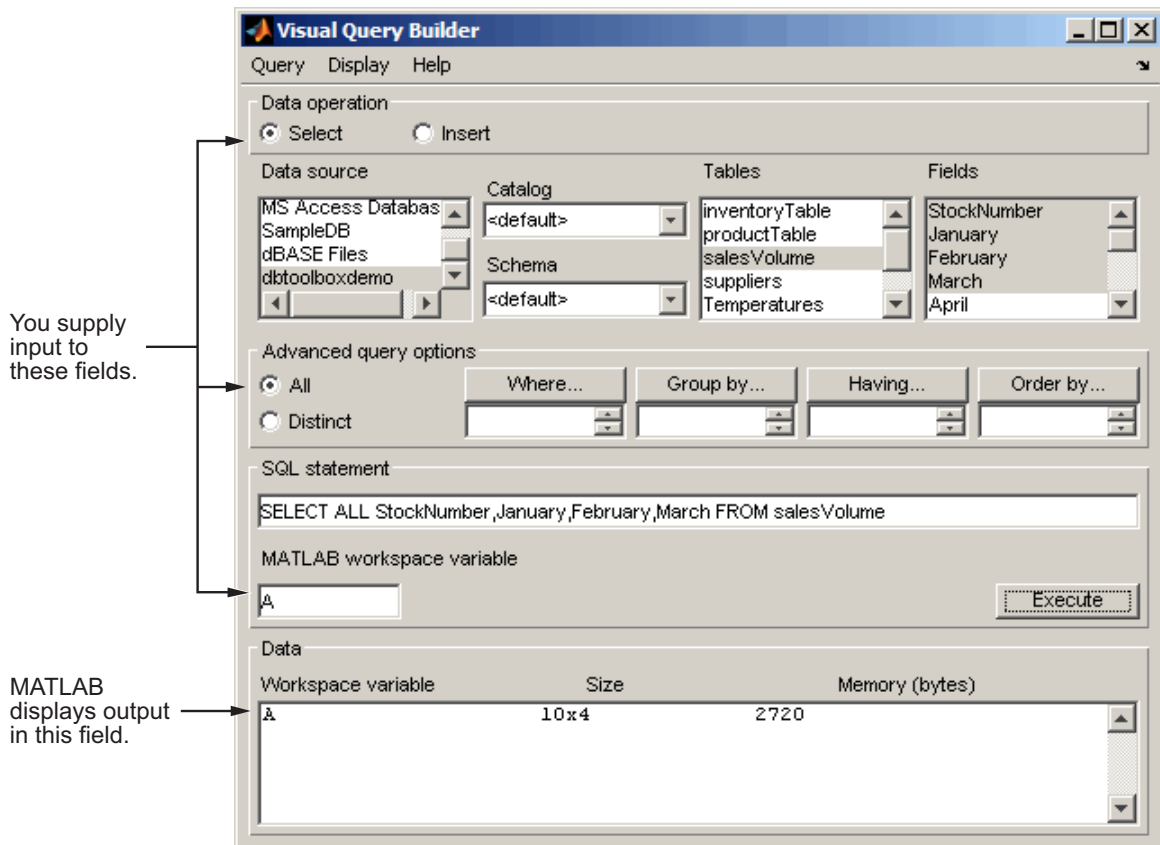 Visual Query Builder
Query Display Help
Data operation
Select Insert
Data source
MS Access Databas
SampleDB
dBASE Files
dbtoolboxdemo
Catalog
<default>
Schema
<default>
Tables
inventoryTable
productTable
salesVolume
suppliers
Temperatures
Fields
StockNumber
January
February
March
April
You supply
input to
these fields.
Advanced query options
All
Distinct
Where... Group by... Having... Order by...
SQL statement
SELECT ALL StockNumber,January,February,March FROM salesVolume
MATLAB workspace variable
A
Execute
Data
Workspace variable Size Memory (bytes)
A 10x4 2720
MATLAB
displays output
in this field.